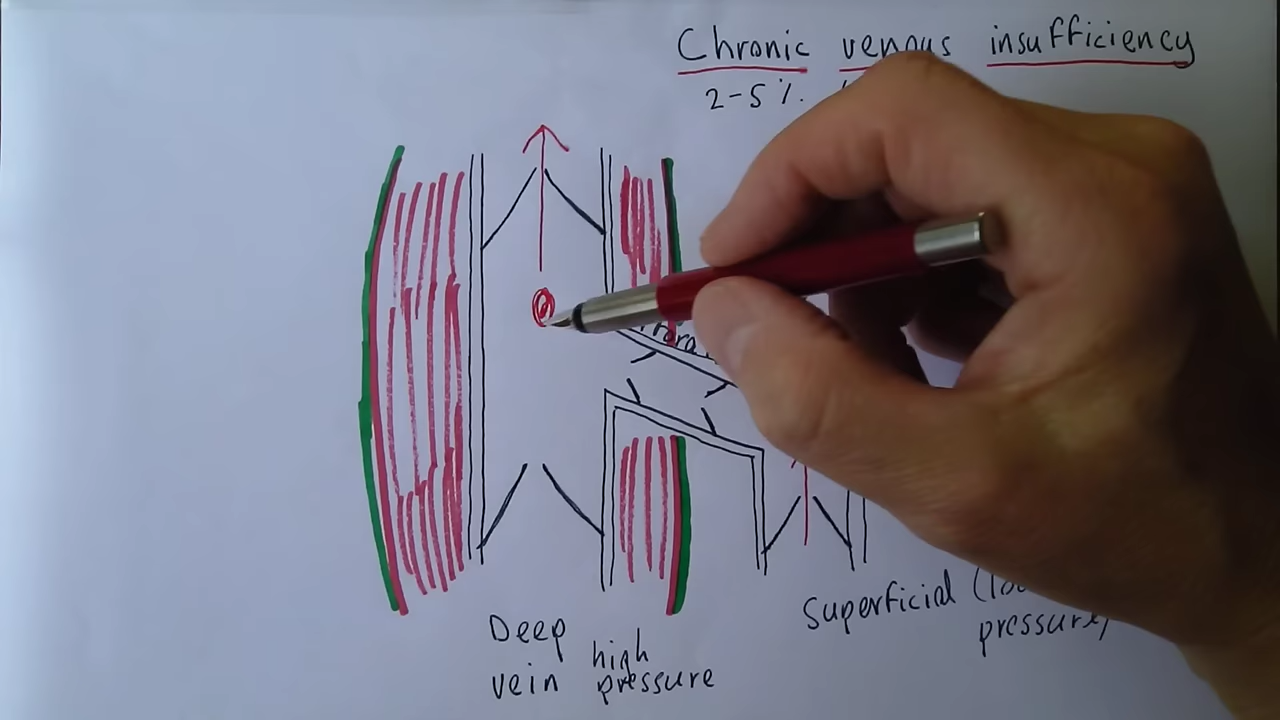 Chronic venous insufficiency
2-5%.
Deep
vein
high
pressure
Superficial
pressure)